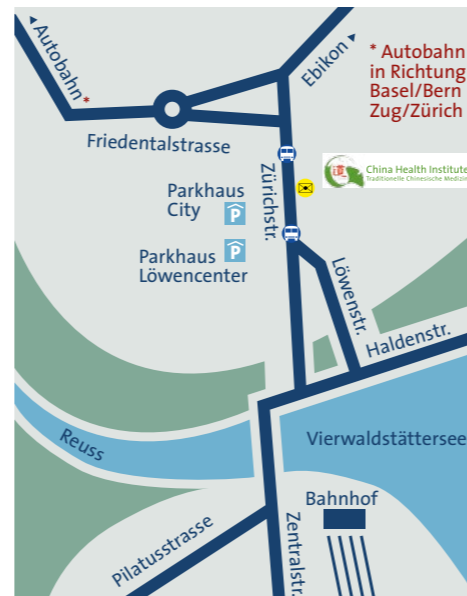 Autobahn*
Ebikon
* Autobahn
in Richtung
Basel/Bern
Zug/Zürich
Friedentalstrasse
Zürichstr.
China Health Institute
Traditionelle Chinesische Medizin
Parkhaus
City
P
Parkhaus
Löwencenter
P
Löwenstr.
Haldenstr.
Reuss
Vierwaldstättersee
Bahnhof
Pilatusstrasse
Zentralstr.